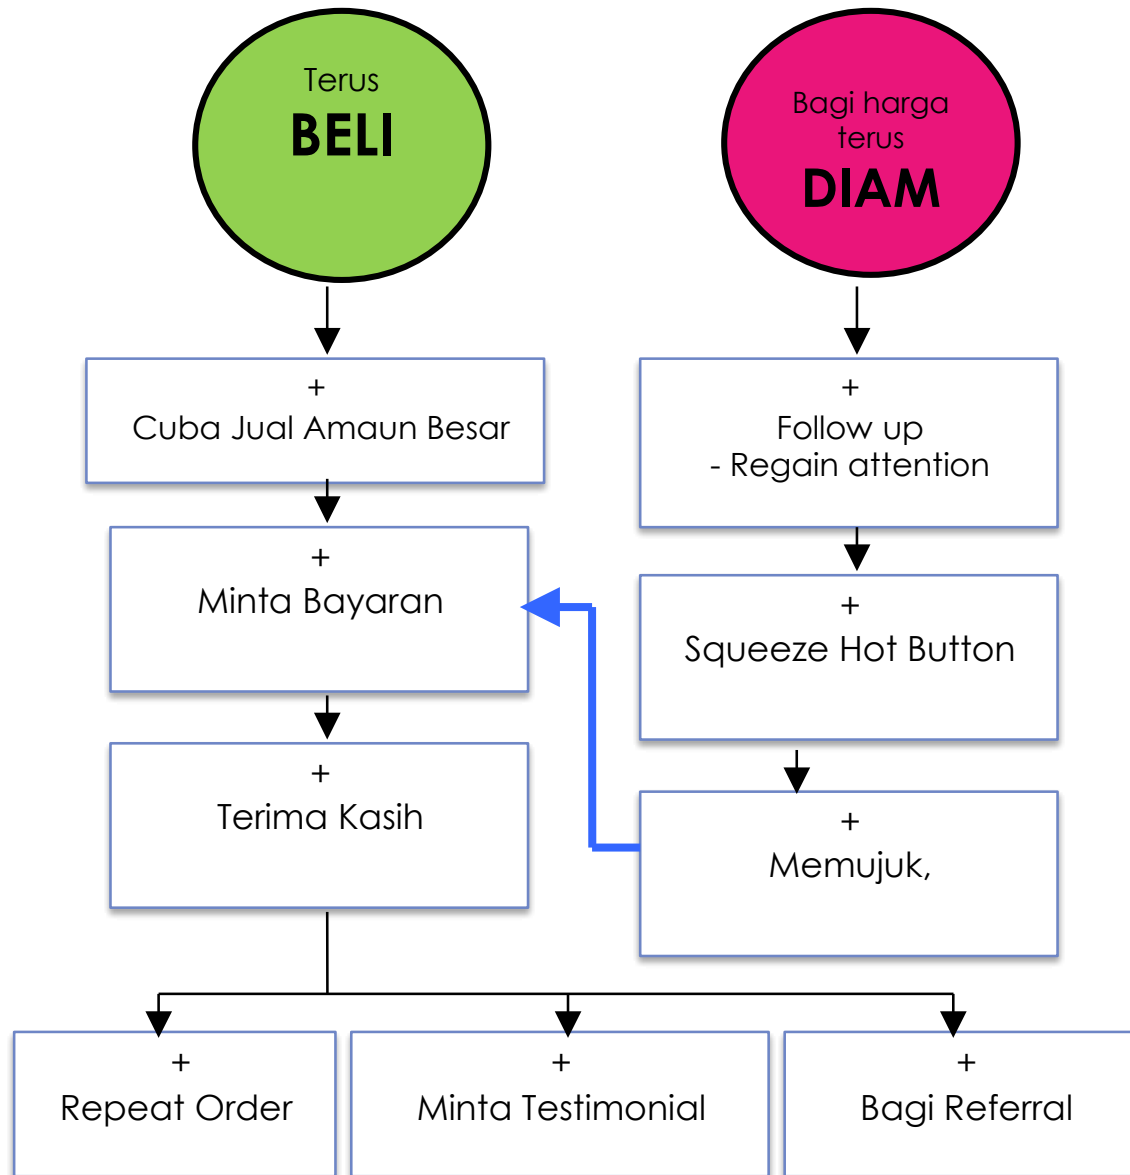 Terus
BELI
Bagi harga
terus
DIAM
+
Cuba Jual Amaun Besar
+
Follow up
- Regain attention
+
Minta Bayaran
+
Squeeze Hot Button
+
Terima Kasih
+
Memujuk,
+
Repeat Order
+
Minta Testimonial
+
Bagi Referral